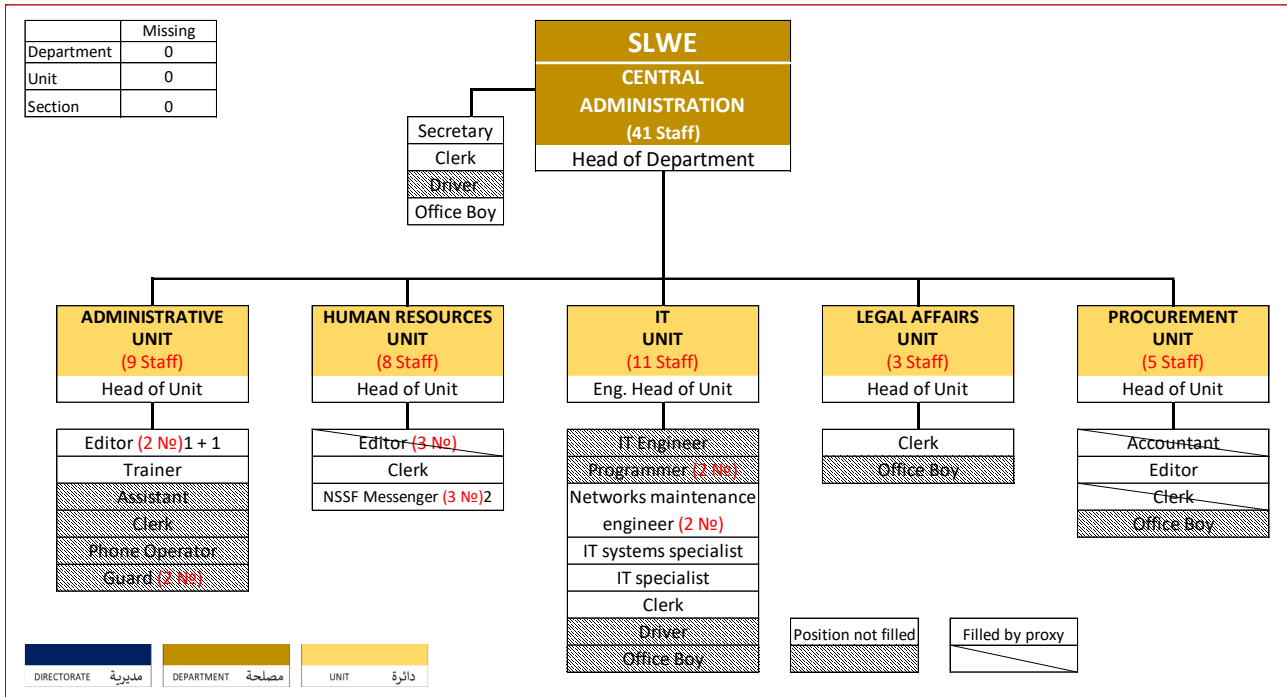 Missing
Department 0
Unit 0
Section 0
SLWE
CENTRAL
ADMINISTRATION
(41 Staff)
Head of Department
Secretary
Clerk
Driver
Office Boy
ADMINISTRATIVE
UNIT
(9 Staff)
Head of Unit
Editor (2 №)1 + 1
Trainer
Assistant
Clerk
Phone Operator
Guard (2 №)
HUMAN RESOURCES
UNIT
(8 Staff)
Head of Unit
Editor (3 №)
Clerk
NSSF Messenger (3 №)2
IT
UNIT
(11 Staff)
Eng. Head of Unit
IT Engineer
Programmer (2 №)
Networks maintenance
engineer (2 №)
IT systems specialist
IT specialist
Clerk
Driver
Office Boy
LEGAL AFFAIRS
UNIT
(3 Staff)
Head of Unit
Clerk
Office Boy
PROCUREMENT
UNIT
(5 Staff)
Head of Unit
Accountant
Editor
Clerk
Office Boy
DIRECTORATE مديرية
DEPARTMENT مصلحة
UNIT دائرة
Position not filled
Filled by proxy